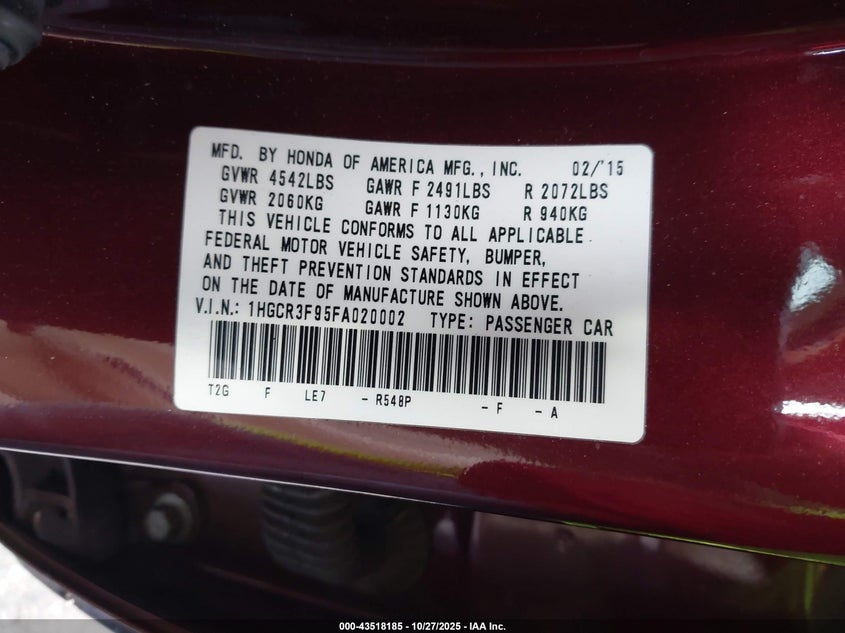 MFD. BY HONDA OF AMERICA MFG., INC. 02/'15
GVWR 4542LBS GAWR F 2491LBS R 2072LBS
GVWR 2060KG GAWR F 1130KG R 940KG
THIS VEHICLE CONFORMS TO ALL APPLICABLE
FEDERAL MOTOR VEHICLE SAFETY, BUMPER,
AND THEFT PREVENTION STANDARDS IN EFFECT
ON THE DATE OF MANUFACTURE SHOWN ABOVE.
V.I.N.: 1HGCR3F95FA020002 TYPE: PASSENGER CAR
T2G F LE7 - R548P - F - A
000-43518185 - 10/27/2025 - IAA Inc.